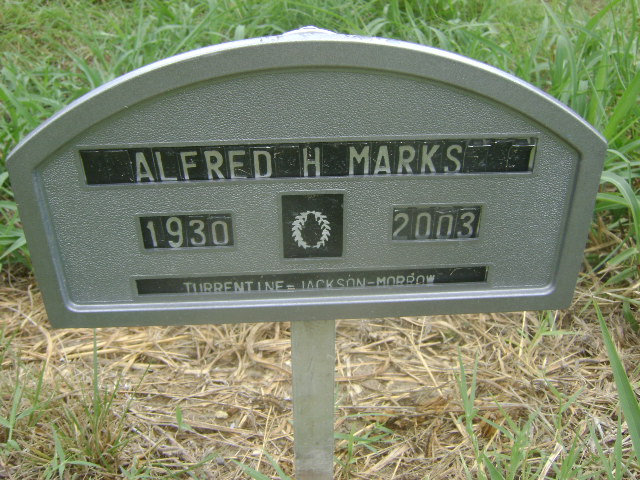 ALFRED H MARKS
1930 2003
TURRENTINE-JACKSON-MORROW